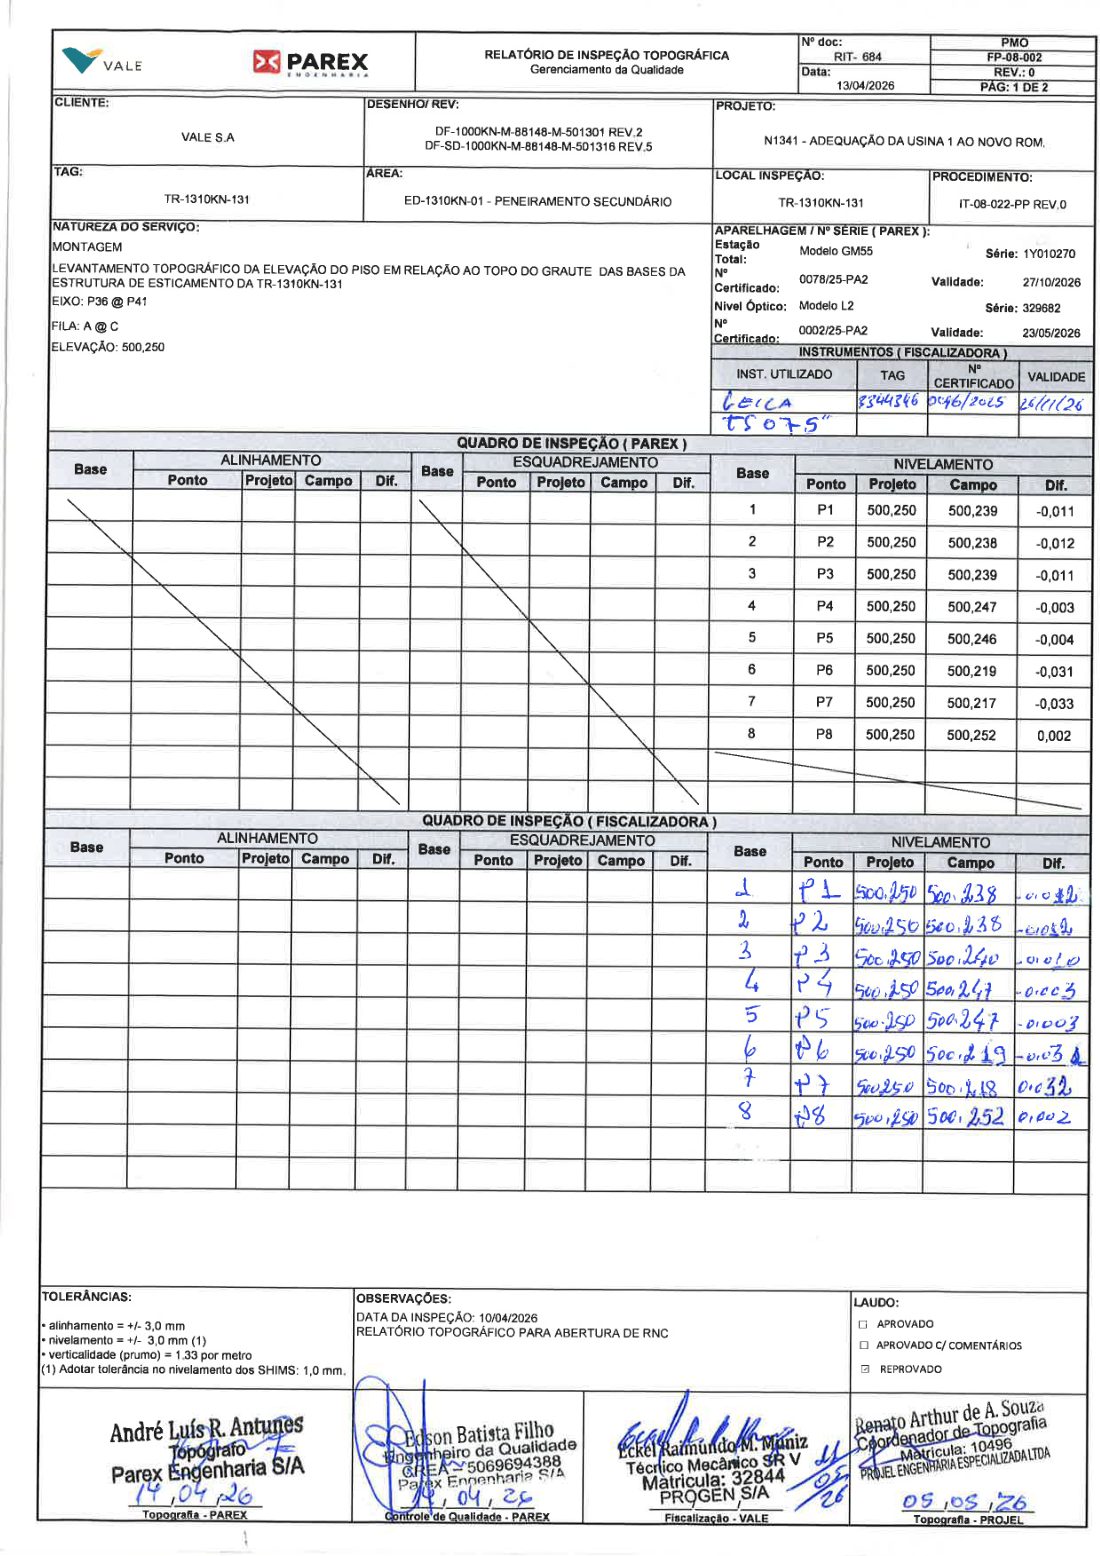 VALE
PAREX
ENGENHARIA
RELATÓRIO DE INSPEÇÃO TOPOGRÁFICA
Gerenciamento da Qualidade
Nº doc:
RIT- 684
Data:
13/04/2026
PMO
FP-08-002
REV.: 0
PÁG: 1 DE 2
CLIENTE:
VALE S.A
DESENHO/ REV:
DF-1000KN-M-88148-M-501301 REV.2
DF-SD-1000KN-M-88148-M-501316 REV.5
PROJETO:
N1341 - ADEQUAÇÃO DA USINA 1 AO NOVO ROM.
TAG:
TR-1310KN-131
ÁREA:
ED-1310KN-01 - PENEIRAMENTO SECUNDÁRIO
LOCAL INSPEÇÃO:
TR-1310KN-131
PROCEDIMENTO:
IT-08-022-PP REV.0
NATUREZA DO SERVIÇO:
MONTAGEM
LEVANTAMENTO TOPOGRÁFICO DA ELEVAÇÃO DO PISO EM RELAÇÃO AO TOPO DO GRAUTE DAS BASES DA
ESTRUTURA DE ESTICAMENTO DA TR-1310KN-131
EIXO: P36 @ P41
FILA: A @ C
ELEVAÇÃO: 500,250
APARELHAGEM / Nº SÉRIE ( PAREX ):
Estação Total: Modelo GM55 Série: 1Y010270
Nº Certificado: 0078/25-PA2 Validade: 27/10/2026
Nível Óptico: Modelo L2 Série: 329682
Nº Certificado: 0002/25-PA2 Validade: 23/05/2026
INSTRUMENTOS ( FISCALIZADORA )
INST. UTILIZADO TAG Nº CERTIFICADO VALIDADE
LEICA 3344346 0096/2025 26/11/26
TS 07-5"
QUADRO DE INSPEÇÃO ( PAREX )
Base ALINHAMENTO Base ESQUADREJAMENTO Base NIVELAMENTO
Ponto Projeto Campo Dif. Ponto Projeto Campo Dif. Ponto Projeto Campo Dif.
1 P1 500,250 500,239 -0,011
2 P2 500,250 500,238 -0,012
3 P3 500,250 500,239 -0,011
4 P4 500,250 500,247 -0,003
5 P5 500,250 500,246 -0,004
6 P6 500,250 500,219 -0,031
7 P7 500,250 500,217 -0,033
8 P8 500,250 500,252 0,002
QUADRO DE INSPEÇÃO ( FISCALIZADORA )
Base ALINHAMENTO Base ESQUADREJAMENTO Base NIVELAMENTO
Ponto Projeto Campo Dif. Ponto Projeto Campo Dif. Ponto Projeto Campo Dif.
1 P1 500,250 500,238 -0,012
2 P2 500,250 500,238 -0,012
3 P3 500,250 500,240 -0,010
4 P4 500,250 500,247 -0,003
5 P5 500,250 500,247 -0,003
6 P6 500,250 500,219 -0,031
7 P7 500,250 500,218 0,032
8 P8 500,250 500,252 0,002
TOLERÂNCIAS:
• alinhamento = +/- 3,0 mm
• nivelamento = +/- 3,0 mm (1)
• verticalidade (prumo) = 1.33 por metro
(1) Adotar tolerância no nivelamento dos SHIMS: 1,0 mm.
OBSERVAÇÕES:
DATA DA INSPEÇÃO: 10/04/2026
RELATÓRIO TOPOGRÁFICO PARA ABERTURA DE RNC
LAUDO:
☐ APROVADO
☐ APROVADO C/ COMENTÁRIOS
☑ REPROVADO
André Luís R. Antunes
Topógrafo
Parex Engenharia S/A
14, 04, 26
Topografia - PAREX
Edson Batista Filho
Engenheiro da Qualidade
CREA 5069694388
Parex Engenharia S/A
14, 04, 26
Controle de Qualidade - PAREX
Eckel Raimundo M. Muniz
Técnico Mecânico SR V
Matrícula: 32844
PROGEN S/A
11/05/26
Fiscalização - VALE
Renato Arthur de A. Souza
Coordenador de Topografia
Matrícula: 10496
PROJEL ENGENHARIA ESPECIALIZADA LTDA
05, 05, 26
Topografia - PROJEL